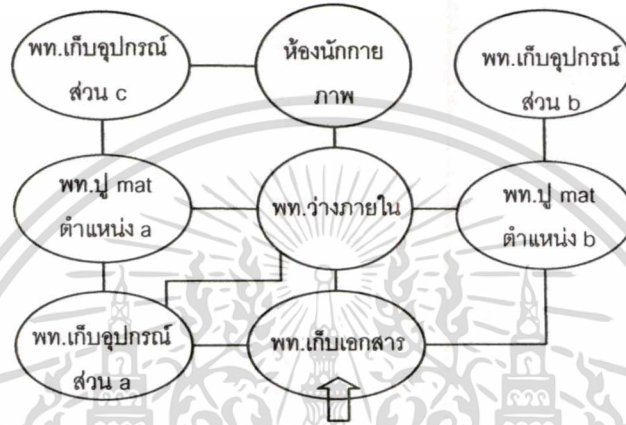 พท.เก็บอุปกรณ์
ส่วน c
ห้องนักกาย
ภาพ
พท.เก็บอุปกรณ์
ส่วน b
พท.ปู mat
ตำแหน่ง a
พท.ว่างภายใน
พท.ปู mat
ตำแหน่ง b
พท.เก็บอุปกรณ์
ส่วน a
พท.เก็บเอกสาร